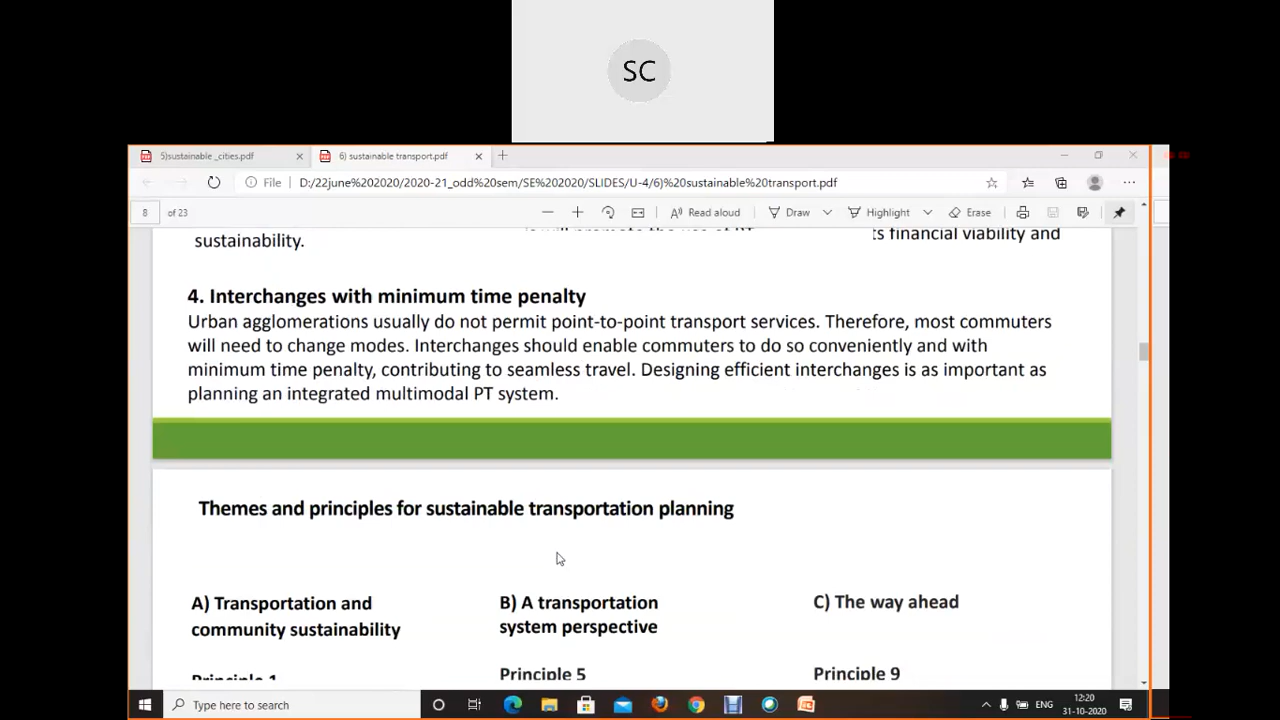 SC
5)sustainable _cities.pdf
6) sustainable transport.pdf
File
D:/22june%202020/2020-21_odd%20sem/SE%202020/SLIDES/U-4/6)%20sustainable%20transport.pdf
8 of 23
Read aloud
Draw
Highlight
Erase
sustainability.
ts financial viability and
4. Interchanges with minimum time penalty
Urban agglomerations usually do not permit point-to-point transport services. Therefore, most commuters
will need to change modes. Interchanges should enable commuters to do so conveniently and with
minimum time penalty, contributing to seamless travel. Designing efficient interchanges is as important as
planning an integrated multimodal PT system.
Themes and principles for sustainable transportation planning
A) Transportation and
community sustainability
B) A transportation
system perspective
C) The way ahead
Principle 1
Principle 5
Principle 9
Type here to search
ENG
12:20
31-10-2020